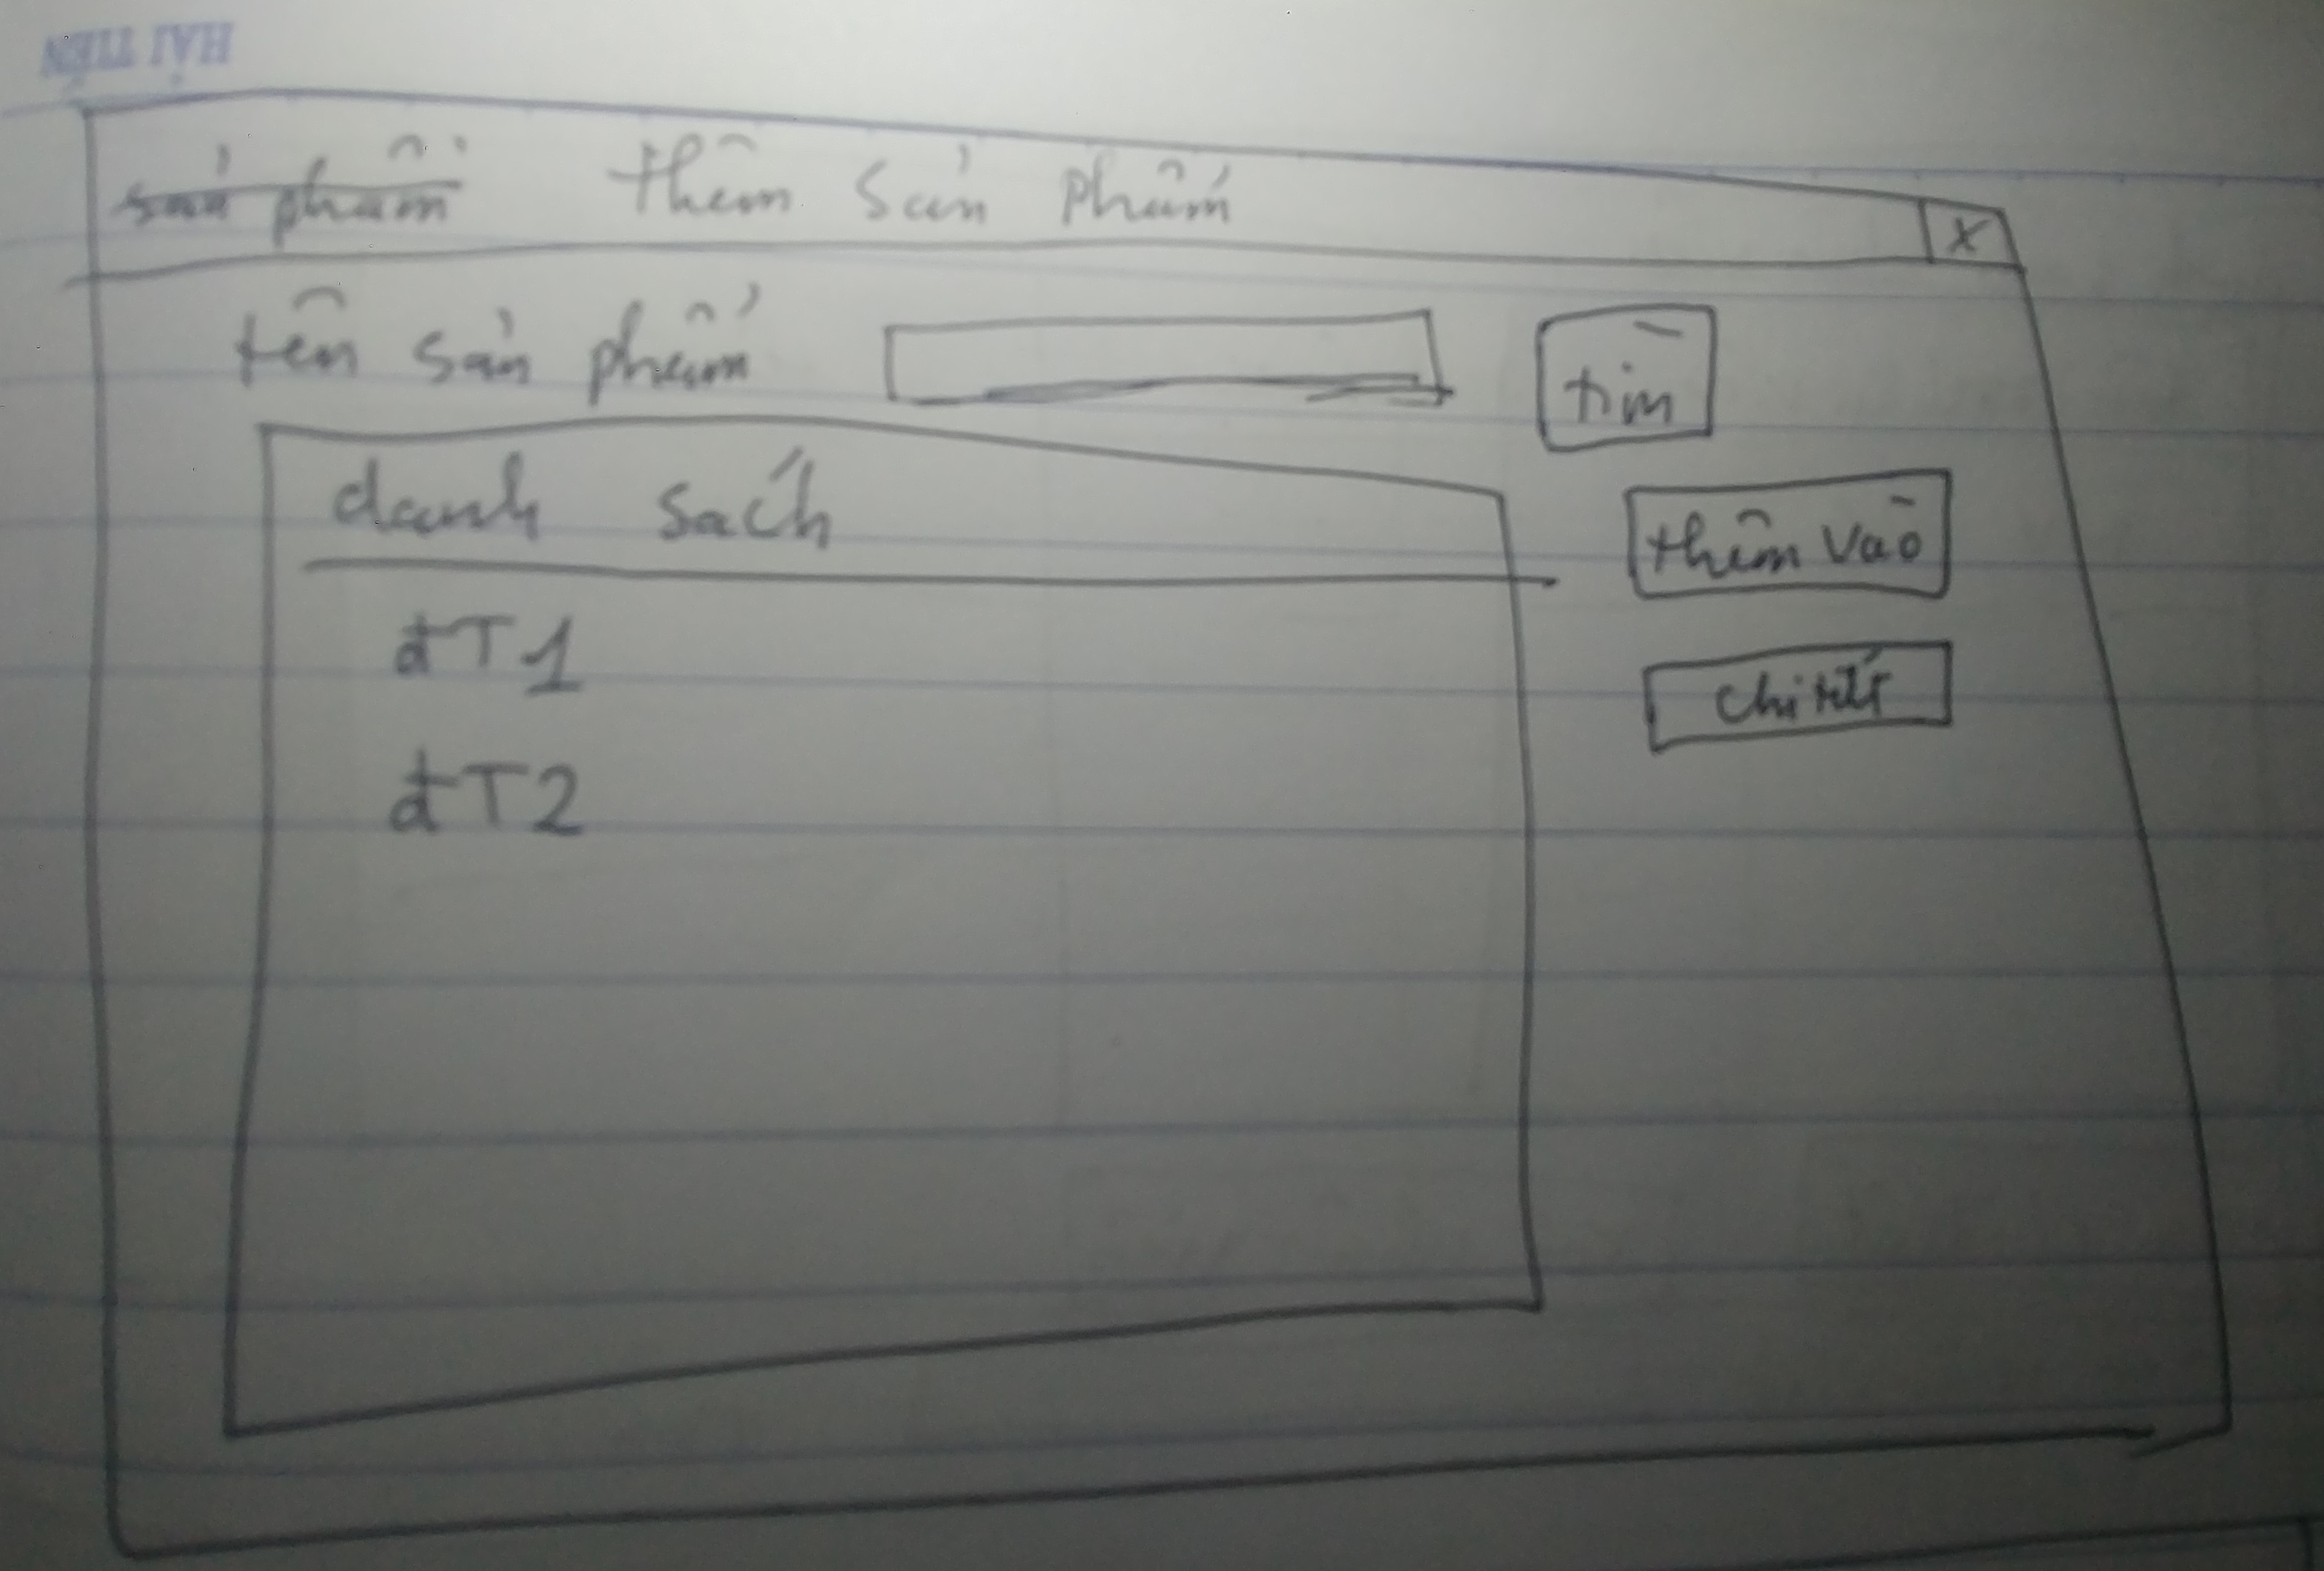 HẢI TIẾN
sản phẩm thêm sản phẩm X
tên sản phẩm tìm
danh sách
thêm vào
đT1
chi tiết
đT2